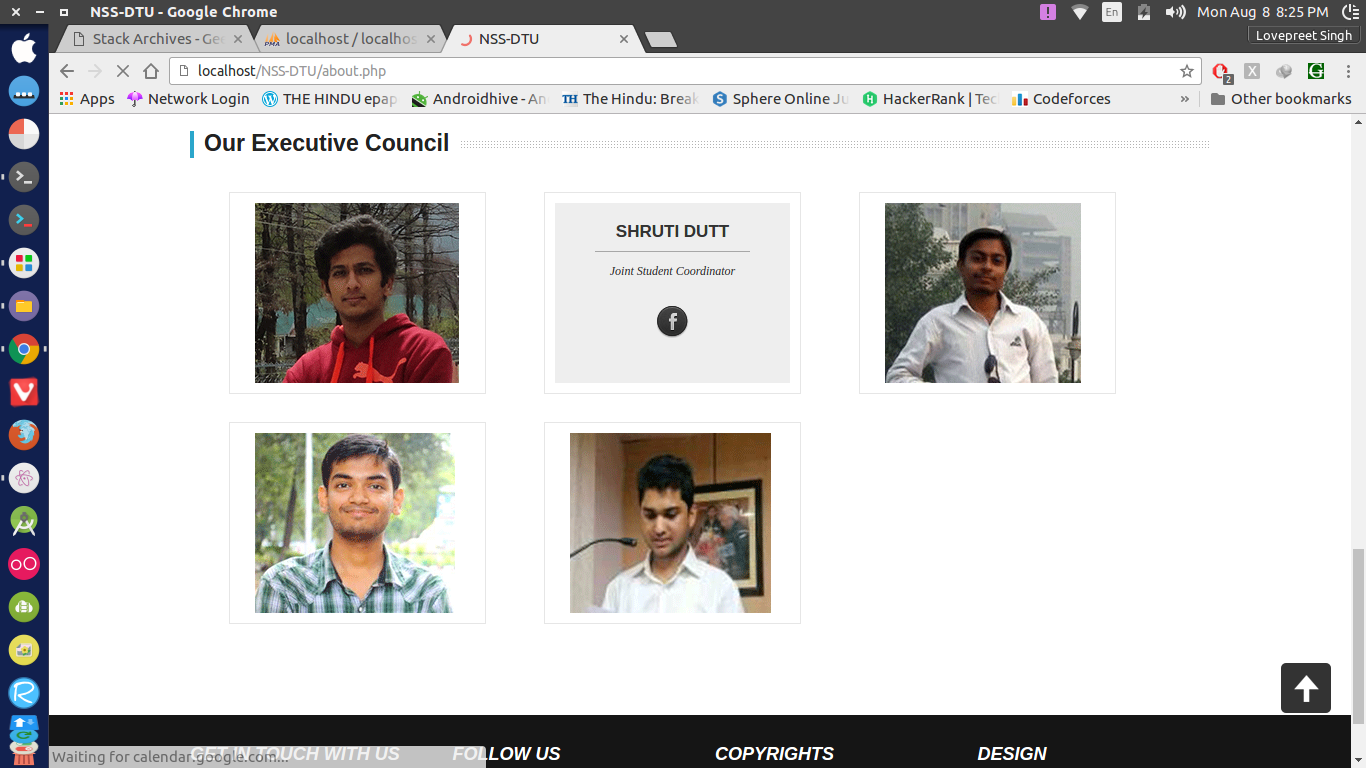 NSS-DTU - Google Chrome
En
Mon Aug 8 8:25 PM
Lovepreet Singh
Stack Archives - Gee
localhost / localhos
NSS-DTU
localhost/NSS-DTU/about.php
2
Apps
Network Login
THE HINDU epap
Androidhive - An
The Hindu: Break
Sphere Online Ju
HackerRank | Tec
Codeforces
»
Other bookmarks
Our Executive Council
SHRUTI DUTT
Joint Student Coordinator
GET IN TOUCH WITH US
FOLLOW US
COPYRIGHTS
DESIGN
Waiting for calendar.google.com...